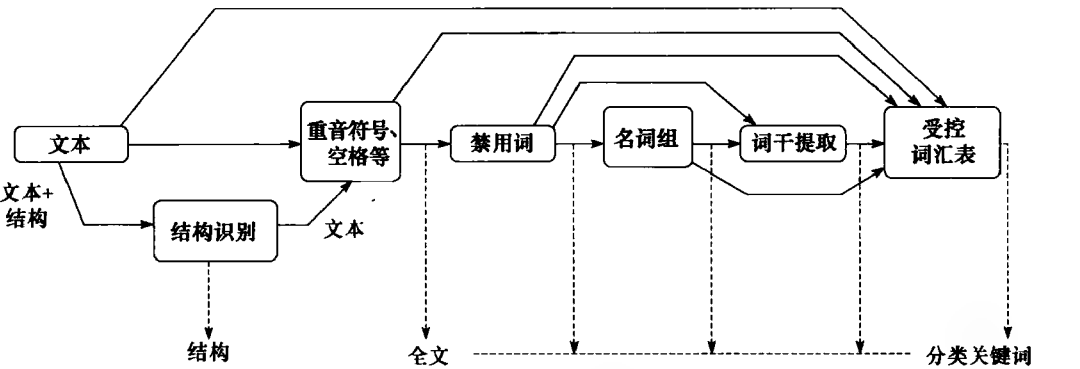 文本
重音符号、
空格等
禁用词
名词组
词干提取
受控
词汇表
文本+
结构
结构识别
文本
结构
全文
分类关键词